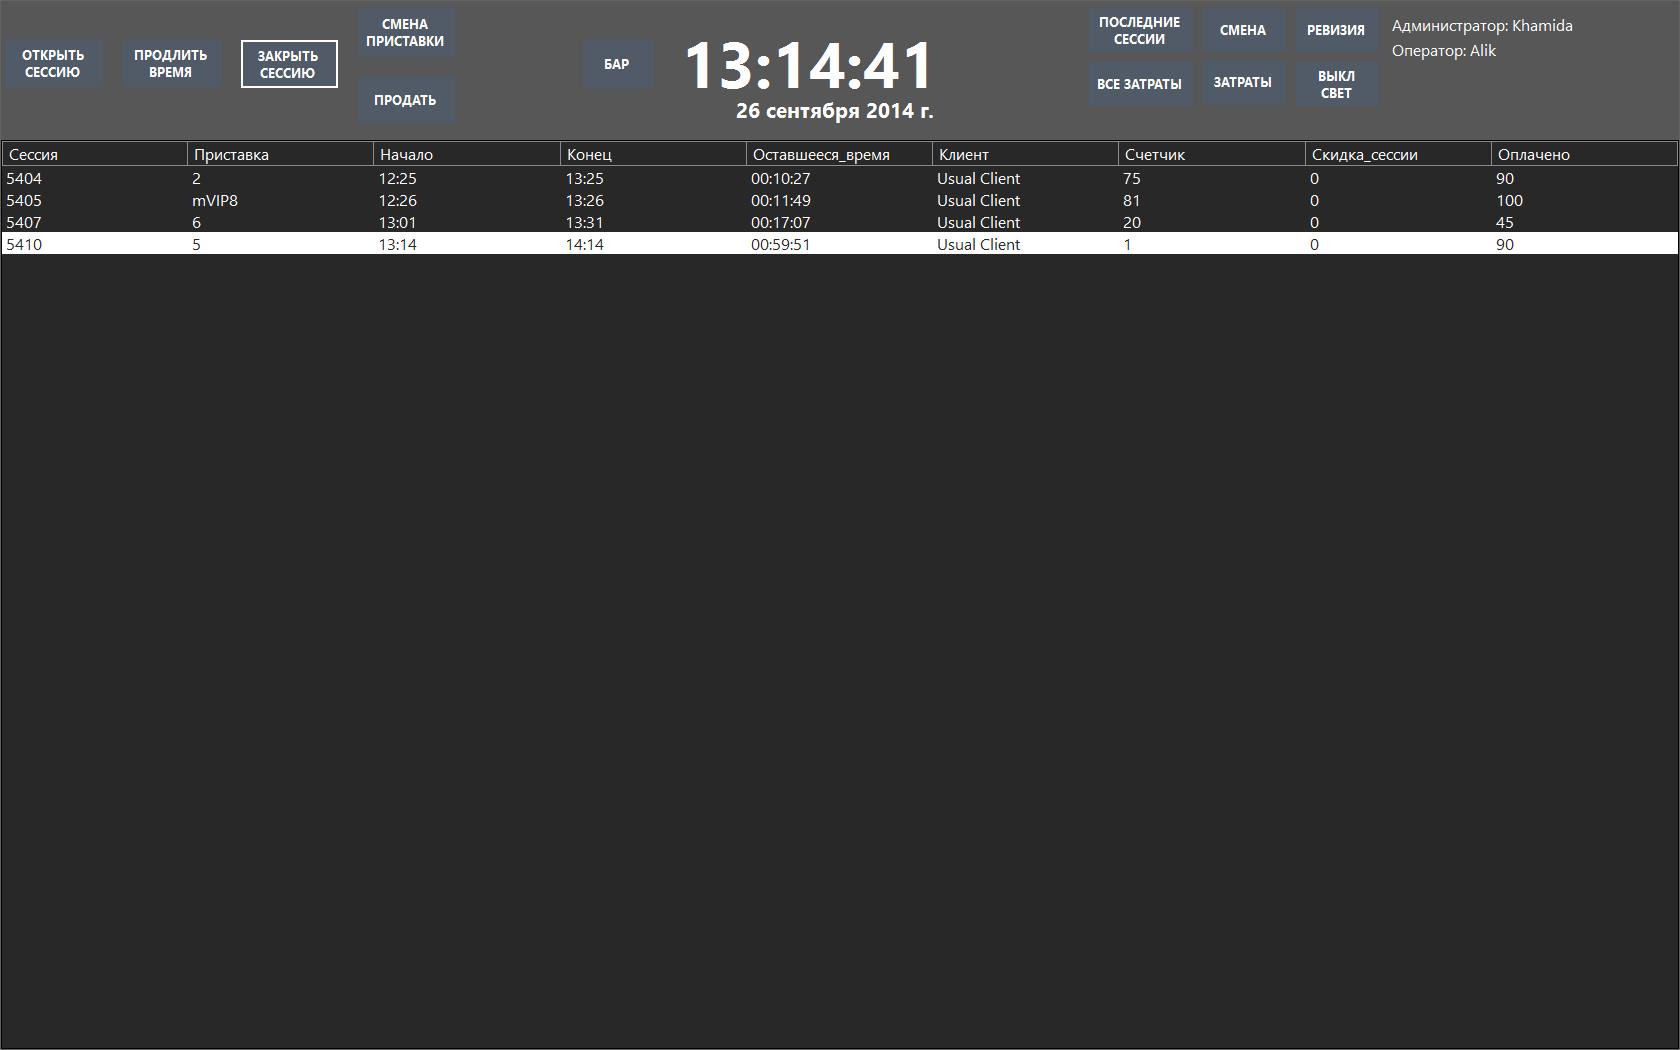 ОТКРЫТЬ
СЕССИЮ
ПРОДЛИТЬ
ВРЕМЯ
ЗАКРЫТЬ
СЕССИЮ
СМЕНА
ПРИСТАВКИ
ПРОДАТЬ
БАР
13:14:41
26 сентября 2014 г.
ПОСЛЕДНИЕ
СЕССИИ
СМЕНА
РЕВИЗИЯ
ВСЕ ЗАТРАТЫ
ЗАТРАТЫ
ВЫКЛ
СВЕТ
Администратор: Khamida
Оператор: Alik
Сессия Приставка Начало Конец Оставшееся_время Клиент Счетчик Скидка_сессии Оплачено
5404 2 12:25 13:25 00:10:27 Usual Client 75 0 90
5405 mVIP8 12:26 13:26 00:11:49 Usual Client 81 0 100
5407 6 13:01 13:31 00:17:07 Usual Client 20 0 45
5410 5 13:14 14:14 00:59:51 Usual Client 1 0 90